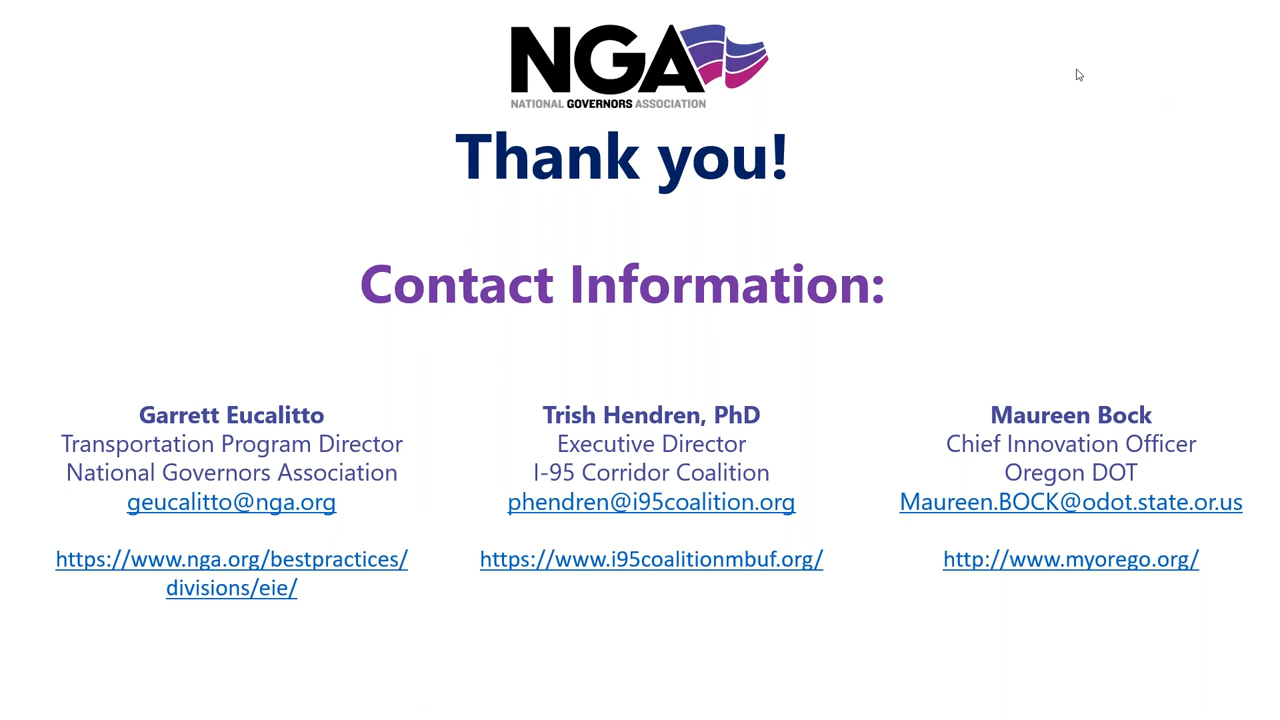 NGA
NATIONAL GOVERNORS ASSOCIATION
Thank you!
Contact Information:
Garrett Eucalitto
Transportation Program Director
National Governors Association
geucalitto@nga.org
https://www.nga.org/bestpractices/
divisions/eie/
Trish Hendren, PhD
Executive Director
I-95 Corridor Coalition
phendren@i95coalition.org
https://www.i95coalitionmbuf.org/
Maureen Bock
Chief Innovation Officer
Oregon DOT
Maureen.BOCK@odot.state.or.us
http://www.myorego.org/